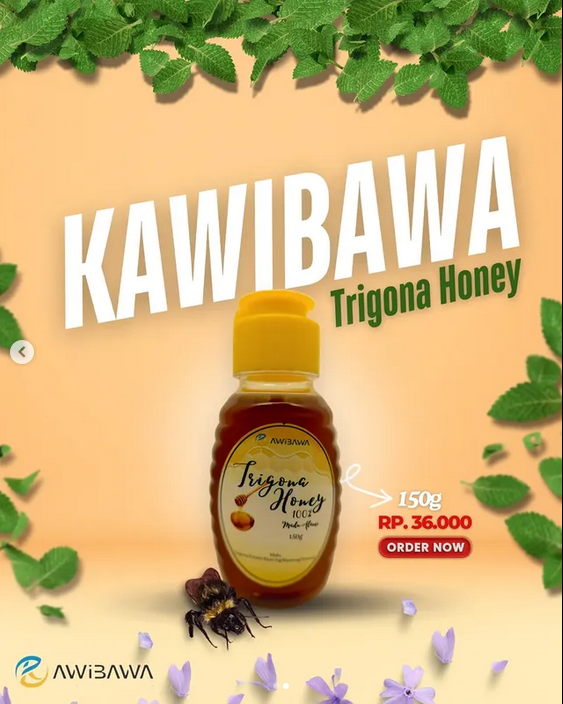 KAWIBAWA
Trigona Honey
AWiBAWA
Trigona
Honey
100%
Madu Alami
150g
150g
RP. 36.000
ORDER NOW
AWiBAWA